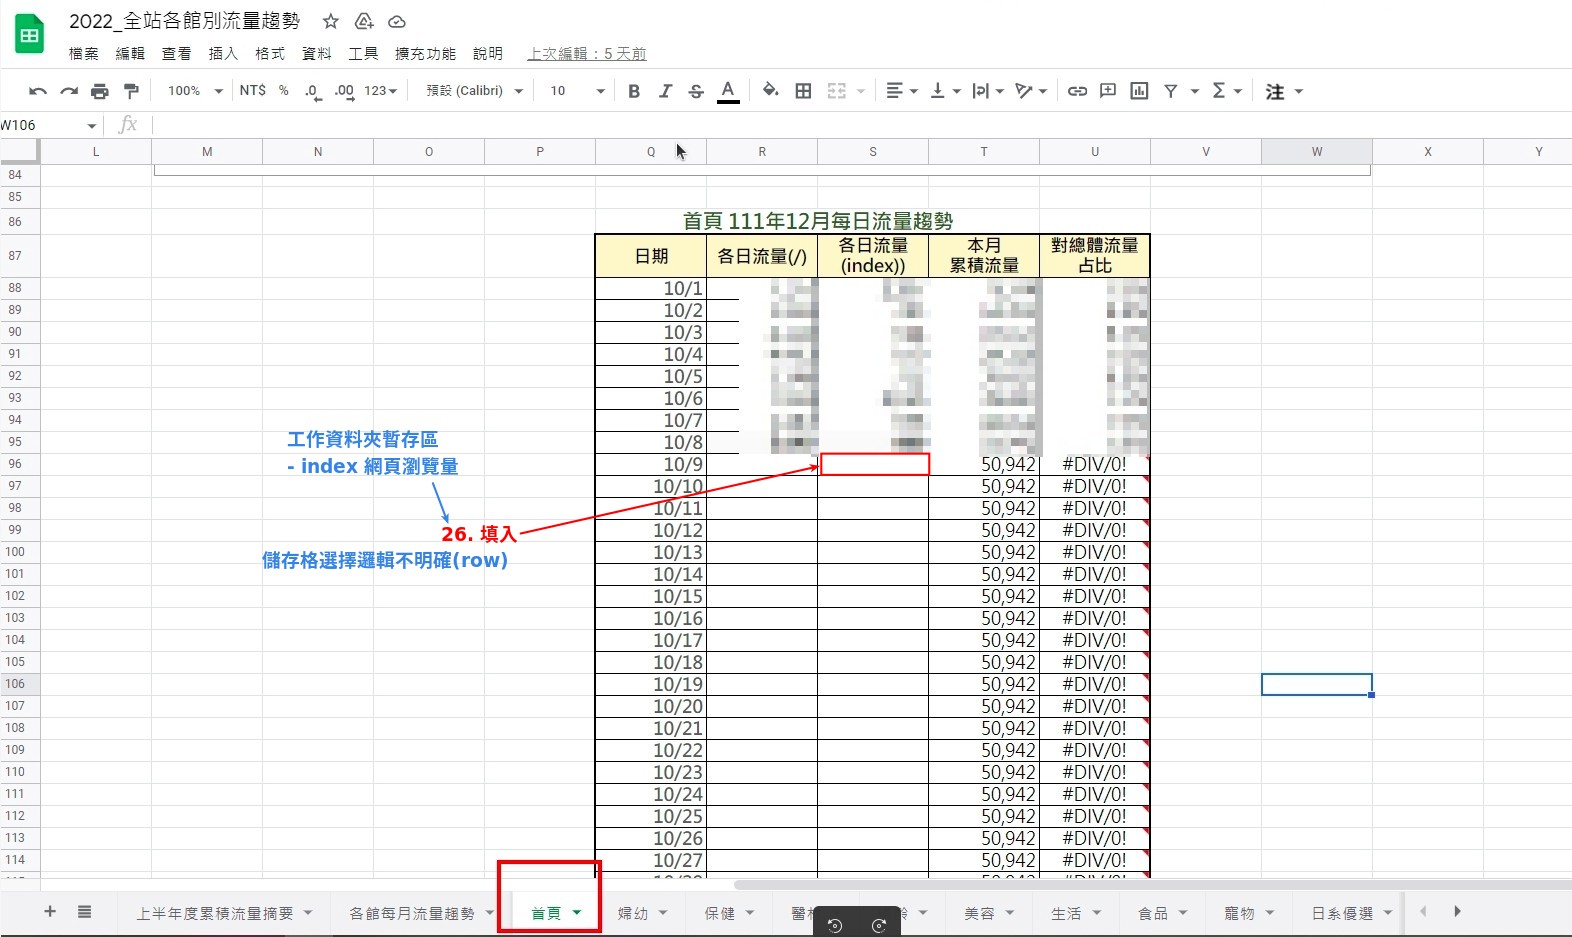 2022_全站各館別流量趨勢
檔案 編輯 查看 插入 格式 資料 工具 擴充功能 說明 上次編輯：5 天前
100% NT$ % .0 .00 123 預設 (Calibri) 10 B I S A Σ 注
W106 fx
L M N O P Q R S T U V W X Y
84
85
86 首頁 111年12月每日流量趨勢
87 日期 各日流量(/) 各日流量(index)) 本月累積流量 對總體流量占比
88 10/1
89 10/2
90 10/3
91 10/4
92 10/5
93 10/6
94 10/7
95 10/8
96 10/9 50,942 #DIV/0!
97 10/10 50,942 #DIV/0!
98 10/11 50,942 #DIV/0!
99 10/12 50,942 #DIV/0!
100 10/13 50,942 #DIV/0!
101 10/14 50,942 #DIV/0!
102 10/15 50,942 #DIV/0!
103 10/16 50,942 #DIV/0!
104 10/17 50,942 #DIV/0!
105 10/18 50,942 #DIV/0!
106 10/19 50,942 #DIV/0!
107 10/20 50,942 #DIV/0!
108 10/21 50,942 #DIV/0!
109 10/22 50,942 #DIV/0!
110 10/23 50,942 #DIV/0!
111 10/24 50,942 #DIV/0!
112 10/25 50,942 #DIV/0!
113 10/26 50,942 #DIV/0!
114 10/27 50,942 #DIV/0!
工作資料夾暫存區
- index 網頁瀏覽量
26. 填入
儲存格選擇邏輯不明確(row)
上半年度累積流量摘要 各館每月流量趨勢 首頁 婦幼 保健 美容 生活 食品 寵物 日系優選